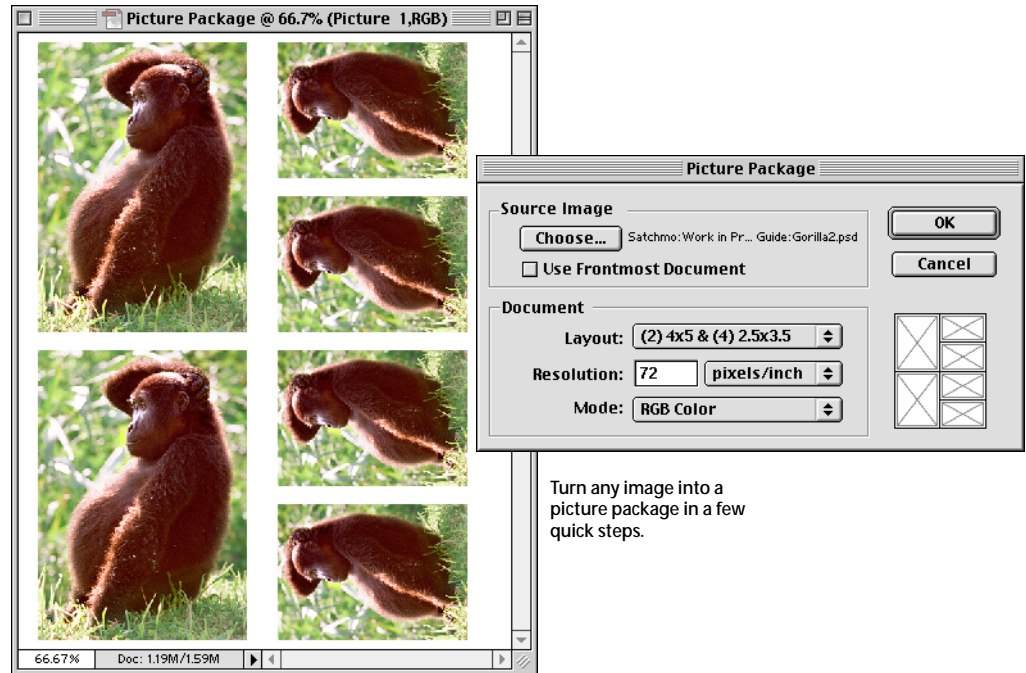 Picture Package @ 66.7% (Picture 1,RGB)
66.67%
Doc: 1.19M/1.59M
Picture Package
Source Image
Choose...
Satchmo:Work in Pr... Guide:Gorilla2.psd
Use Frontmost Document
OK
Cancel
Document
Layout: (2) 4x5 & (4) 2.5x3.5
Resolution: 72 pixels/inch
Mode: RGB Color
Turn any image into a
picture package in a few
quick steps.